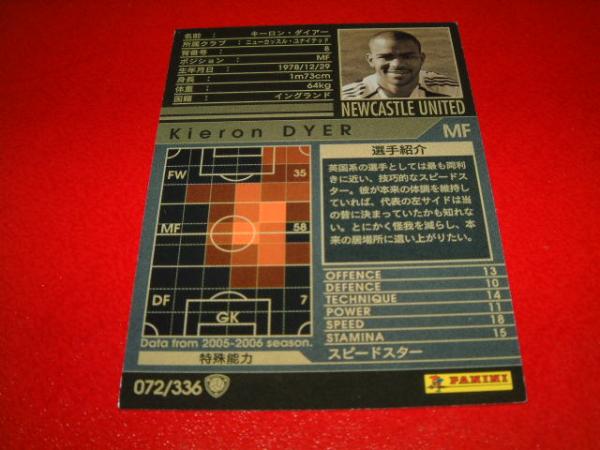 名前 : キーロン・ダイアー
所属クラブ : ニューカッスル・ユナイテッド
背番号 : 8
ポジション : MF
生年月日 : 1978/12/29
身長 : 1m73cm
体重 : 64kg
国籍 : イングランド
NEWCASTLE UNITED
Kieron DYER MF
FW 35
MF 58
DF 7
GK
Data from 2005-2006 season.
選手紹介
英国系の選手としては最も両利
きに近い、技巧的なスピードス
ター。彼が本来の体調を維持し
ていれば、代表の左サイドは当
の昔に決まっていたかも知れな
い。とにかく怪我を減らし、本
来の居場所に這い上がりたい。
OFFENCE 13
DEFENCE 10
TECHNIQUE 14
POWER 11
SPEED 18
STAMINA 15
特殊能力 スピードスター
072/336
PANINI